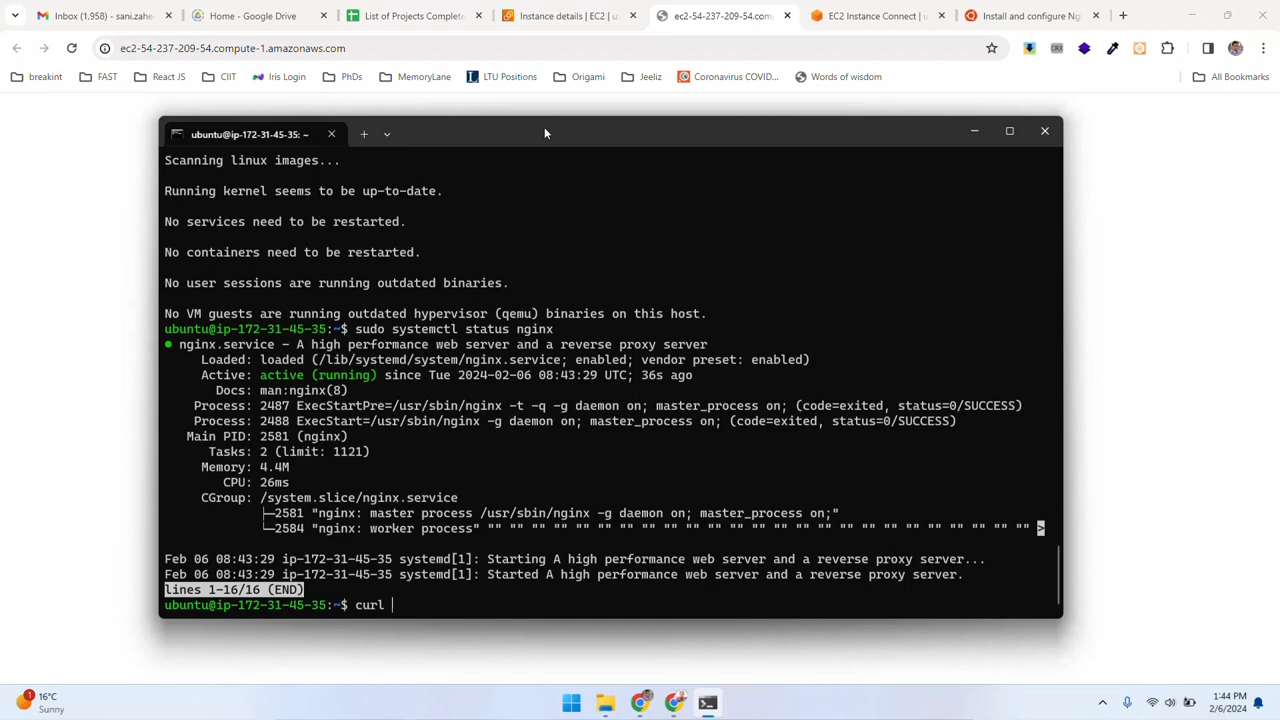 Inbox (1,958) - sani.zahe
Home - Google Drive
List of Projects Complete
Instance details | EC2 | u
ec2-54-237-209-54.comp
EC2 Instance Connect | u
Install and configure Ng
ec2-54-237-209-54.compute-1.amazonaws.com
breakint
FAST
React JS
CIIT
Iris Login
PhDs
MemoryLane
LTU Positions
Origami
Jeeliz
Coronavirus COVID...
Words of wisdom
All Bookmarks
ubuntu@ip-172-31-45-35: ~
Scanning linux images...
Running kernel seems to be up-to-date.
No services need to be restarted.
No containers need to be restarted.
No user sessions are running outdated binaries.
No VM guests are running outdated hypervisor (qemu) binaries on this host.
ubuntu@ip-172-31-45-35:~$ sudo systemctl status nginx
● nginx.service - A high performance web server and a reverse proxy server
Loaded: loaded (/lib/systemd/system/nginx.service; enabled; vendor preset: enabled)
Active: active (running) since Tue 2024-02-06 08:43:29 UTC; 36s ago
Docs: man:nginx(8)
Process: 2487 ExecStartPre=/usr/sbin/nginx -t -q -g daemon on; master_process on; (code=exited, status=0/SUCCESS)
Process: 2488 ExecStart=/usr/sbin/nginx -g daemon on; master_process on; (code=exited, status=0/SUCCESS)
Main PID: 2581 (nginx)
Tasks: 2 (limit: 1121)
Memory: 4.4M
CPU: 26ms
CGroup: /system.slice/nginx.service
├─2581 "nginx: master process /usr/sbin/nginx -g daemon on; master_process on;"
└─2584 "nginx: worker process" "" "" "" "" "" "" "" "" "" "" "" "" "" "" "" "" "" "" "" "" "" "" "" "" "" "" "" "" "" "" >
Feb 06 08:43:29 ip-172-31-45-35 systemd[1]: Starting A high performance web server and a reverse proxy server...
Feb 06 08:43:29 ip-172-31-45-35 systemd[1]: Started A high performance web server and a reverse proxy server.
lines 1-16/16 (END)
ubuntu@ip-172-31-45-35:~$ curl
1
16°C
Sunny
1:44 PM
2/6/2024